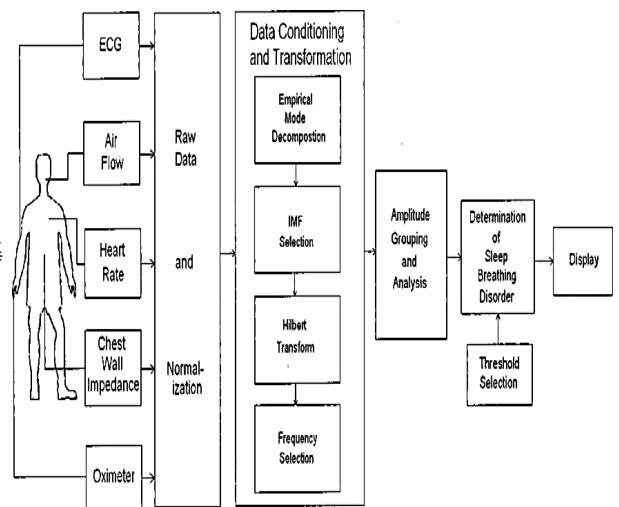 ECG
Air
Flow
Heart
Rate
Chest
Wall
Impedance
Oximeter
Raw
Data
and
Normal-
ization
Data Conditioning
and Transformation
Empirical
Mode
Decompostion
IMF
Selection
Hilbert
Transform
Frequency
Selection
Amplitude
Grouping
and
Analysis
Determination
of
Sleep
Breathing
Disorder
Threshold
Selection
Display